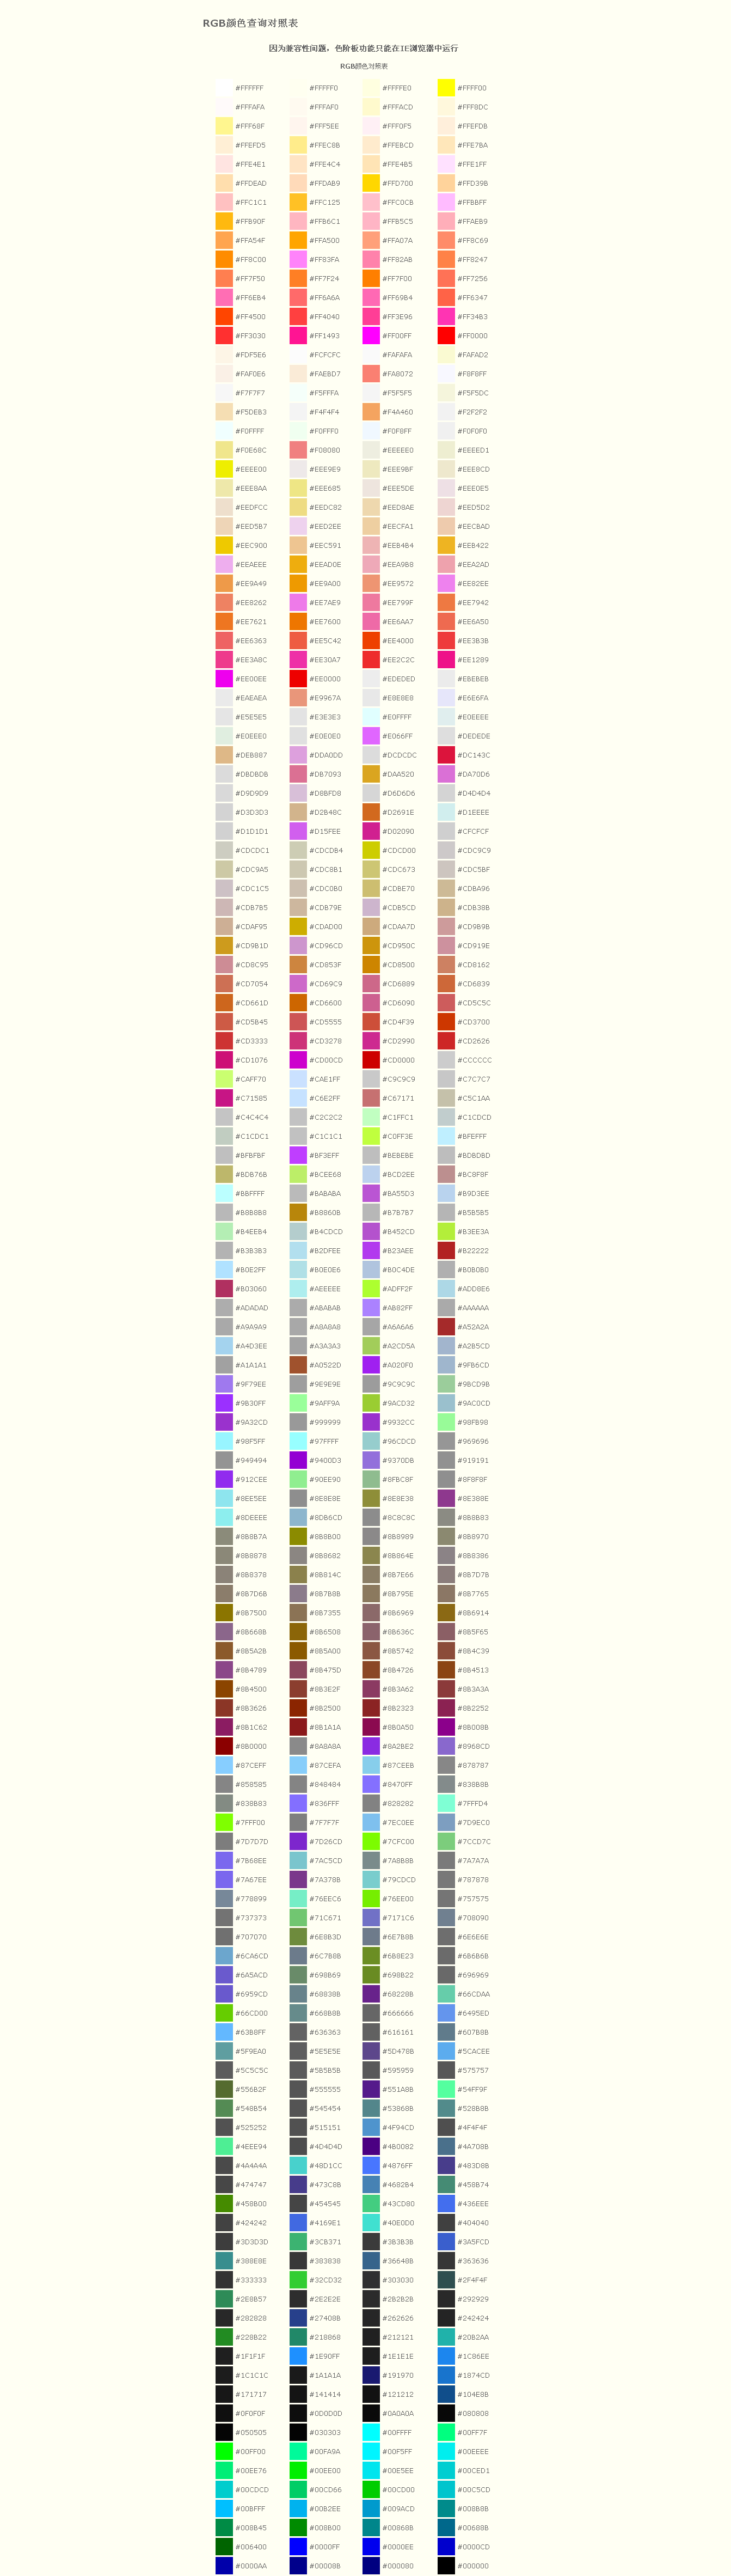 RGB颜色查询对照表
因为兼容性问题，色阶板功能只能在IE浏览器中运行
RGB颜色对照表
#FFFFFF #FFFFF0 #FFFFE0 #FFFF00
#FFFAFA #FFFAF0 #FFFACD #FFF8DC
#FFF68F #FFF5EE #FFF0F5 #FFEFDB
#FFEFD5 #FFEC8B #FFEBCD #FFE7BA
#FFE4E1 #FFE4C4 #FFE4B5 #FFE1FF
#FFDEAD #FFDAB9 #FFD700 #FFD39B
#FFC1C1 #FFC125 #FFC0CB #FFBBFF
#FFB90F #FFB6C1 #FFB5C5 #FFAEB9
#FFA54F #FFA500 #FFA07A #FF8C69
#FF8C00 #FF83FA #FF82AB #FF8247
#FF7F50 #FF7F24 #FF7F00 #FF7256
#FF6EB4 #FF6A6A #FF69B4 #FF6347
#FF4500 #FF4040 #FF3E96 #FF34B3
#FF3030 #FF1493 #FF00FF #FF0000
#FDF5E6 #FCFCFC #FAFAFA #FAFAD2
#FAF0E6 #FAEBD7 #FA8072 #F8F8FF
#F7F7F7 #F5FFFA #F5F5F5 #F5F5DC
#F5DEB3 #F4F4F4 #F4A460 #F2F2F2
#F0FFFF #F0FFF0 #F0F8FF #F0F0F0
#F0E68C #F08080 #EEEEE0 #EEEED1
#EEEE00 #EEE9E9 #EEE9BF #EEE8CD
#EEE8AA #EEE685 #EEE5DE #EEE0E5
#EEDFCC #EEDC82 #EED8AE #EED5D2
#EED5B7 #EED2EE #EECFA1 #EECBAD
#EEC900 #EEC591 #EEB4B4 #EEB422
#EEAEEE #EEAD0E #EEA9B8 #EEA2AD
#EE9A49 #EE9A00 #EE9572 #EE82EE
#EE8262 #EE7AE9 #EE799F #EE7942
#EE7621 #EE7600 #EE6AA7 #EE6A50
#EE6363 #EE5C42 #EE4000 #EE3B3B
#EE3A8C #EE30A7 #EE2C2C #EE1289
#EE00EE #EE0000 #EDEDED #EBEBEB
#EAEAEA #E9967A #E8E8E8 #E6E6FA
#E5E5E5 #E3E3E3 #E0FFFF #E0EEEE
#E0EEE0 #E0E0E0 #E066FF #DEDEDE
#DEB887 #DDA0DD #DCDCDC #DC143C
#DBDBDB #DB7093 #DAA520 #DA70D6
#D9D9D9 #D8BFD8 #D6D6D6 #D4D4D4
#D3D3D3 #D2B48C #D2691E #D1EEEE
#D1D1D1 #D15FEE #D02090 #CFCFCF
#CDCDC1 #CDCDB4 #CDCD00 #CDC9C9
#CDC9A5 #CDC8B1 #CDC673 #CDC5BF
#CDC1C5 #CDC0B0 #CDBE70 #CDBA96
#CDB7B5 #CDB79E #CDB5CD #CDB38B
#CDAF95 #CDAD00 #CDAA7D #CD9B9B
#CD9B1D #CD96CD #CD950C #CD919E
#CD8C95 #CD853F #CD8500 #CD8162
#CD7054 #CD69C9 #CD6889 #CD6839
#CD661D #CD6600 #CD6090 #CD5C5C
#CD5B45 #CD5555 #CD4F39 #CD3700
#CD3333 #CD3278 #CD2990 #CD2626
#CD1076 #CD00CD #CD0000 #CCCCCC
#CAFF70 #CAE1FF #C9C9C9 #C7C7C7
#C71585 #C6E2FF #C67171 #C5C1AA
#C4C4C4 #C2C2C2 #C1FFC1 #C1CDCD
#C1CDC1 #C1C1C1 #C0FF3E #BFEFFF
#BFBFBF #BF3EFF #BEBEBE #BDBDBD
#BDB76B #BCEE68 #BCD2EE #BC8F8F
#BBFFFF #BABABA #BA55D3 #B9D3EE
#B8B8B8 #B8860B #B7B7B7 #B5B5B5
#B4EEB4 #B4CDCD #B452CD #B3EE3A
#B3B3B3 #B2DFEE #B23AEE #B22222
#B0E2FF #B0E0E6 #B0C4DE #B0B0B0
#B03060 #AEEEEE #ADFF2F #ADD8E6
#ADADAD #ABABAB #AB82FF #AAAAAA
#A9A9A9 #A8A8A8 #A6A6A6 #A52A2A
#A4D3EE #A3A3A3 #A2CD5A #A2B5CD
#A1A1A1 #A0522D #A020F0 #9FB6CD
#9F79EE #9E9E9E #9C9C9C #9BCD9B
#9B30FF #9AFF9A #9ACD32 #9AC0CD
#9A32CD #999999 #9932CC #98FB98
#98F5FF #97FFFF #96CDCD #969696
#949494 #9400D3 #9370DB #919191
#912CEE #90EE90 #8FBC8F #8F8F8F
#8EE5EE #8E8E8E #8E8E38 #8E388E
#8DEEEE #8DB6CD #8C8C8C #8B8B83
#8B8B7A #8B8B00 #8B8989 #8B8970
#8B8878 #8B8682 #8B864E #8B8386
#8B8378 #8B814C #8B7E66 #8B7D7B
#8B7D6B #8B7B8B #8B795E #8B7765
#8B7500 #8B7355 #8B6969 #8B6914
#8B668B #8B6508 #8B636C #8B5F65
#8B5A2B #8B5A00 #8B5742 #8B4C39
#8B4789 #8B475D #8B4726 #8B4513
#8B4500 #8B3E2F #8B3A62 #8B3A3A
#8B3626 #8B2500 #8B2323 #8B2252
#8B1C62 #8B1A1A #8B0A50 #8B008B
#8B0000 #8A8A8A #8A2BE2 #8968CD
#87CEFF #87CEFA #87CEEB #878787
#858585 #848484 #8470FF #838B8B
#838B83 #836FFF #828282 #7FFFD4
#7FFF00 #7F7F7F #7EC0EE #7D9EC0
#7D7D7D #7D26CD #7CFC00 #7CCD7C
#7B68EE #7AC5CD #7A8B8B #7A7A7A
#7A67EE #7A378B #79CDCD #787878
#778899 #76EEC6 #76EE00 #757575
#737373 #71C671 #7171C6 #708090
#707070 #6E8B3D #6E7B8B #6E6E6E
#6CA6CD #6C7B8B #6B8E23 #6B6B6B
#6A5ACD #698B69 #698B22 #696969
#6959CD #68838B #68228B #66CDAA
#66CD00 #668B8B #666666 #6495ED
#63B8FF #636363 #616161 #607B8B
#5F9EA0 #5E5E5E #5D478B #5CACEE
#5C5C5C #5B5B5B #595959 #575757
#556B2F #555555 #551A8B #54FF9F
#548B54 #545454 #53868B #528B8B
#525252 #515151 #4F94CD #4F4F4F
#4EEE94 #4D4D4D #4B0082 #4A708B
#4A4A4A #48D1CC #4876FF #483D8B
#474747 #473C8B #4682B4 #458B74
#458B00 #454545 #43CD80 #436EEE
#424242 #4169E1 #40E0D0 #404040
#3D3D3D #3CB371 #3B3B3B #3A5FCD
#388E8E #383838 #36648B #363636
#333333 #32CD32 #303030 #2F4F4F
#2E8B57 #2E2E2E #2B2B2B #292929
#282828 #27408B #262626 #242424
#228B22 #218868 #212121 #20B2AA
#1F1F1F #1E90FF #1E1E1E #1C86EE
#1C1C1C #1A1A1A #191970 #1874CD
#171717 #141414 #121212 #104E8B
#0F0F0F #0D0D0D #0A0A0A #080808
#050505 #030303 #00FFFF #00FF7F
#00FF00 #00FA9A #00F5FF #00EEEE
#00EE76 #00EE00 #00E5EE #00CED1
#00CDCD #00CD66 #00CD00 #00C5CD
#00BFFF #00B2EE #009ACD #008B8B
#008B45 #008B00 #00868B #00688B
#006400 #0000FF #0000EE #0000CD
#0000AA #00008B #000080 #000000